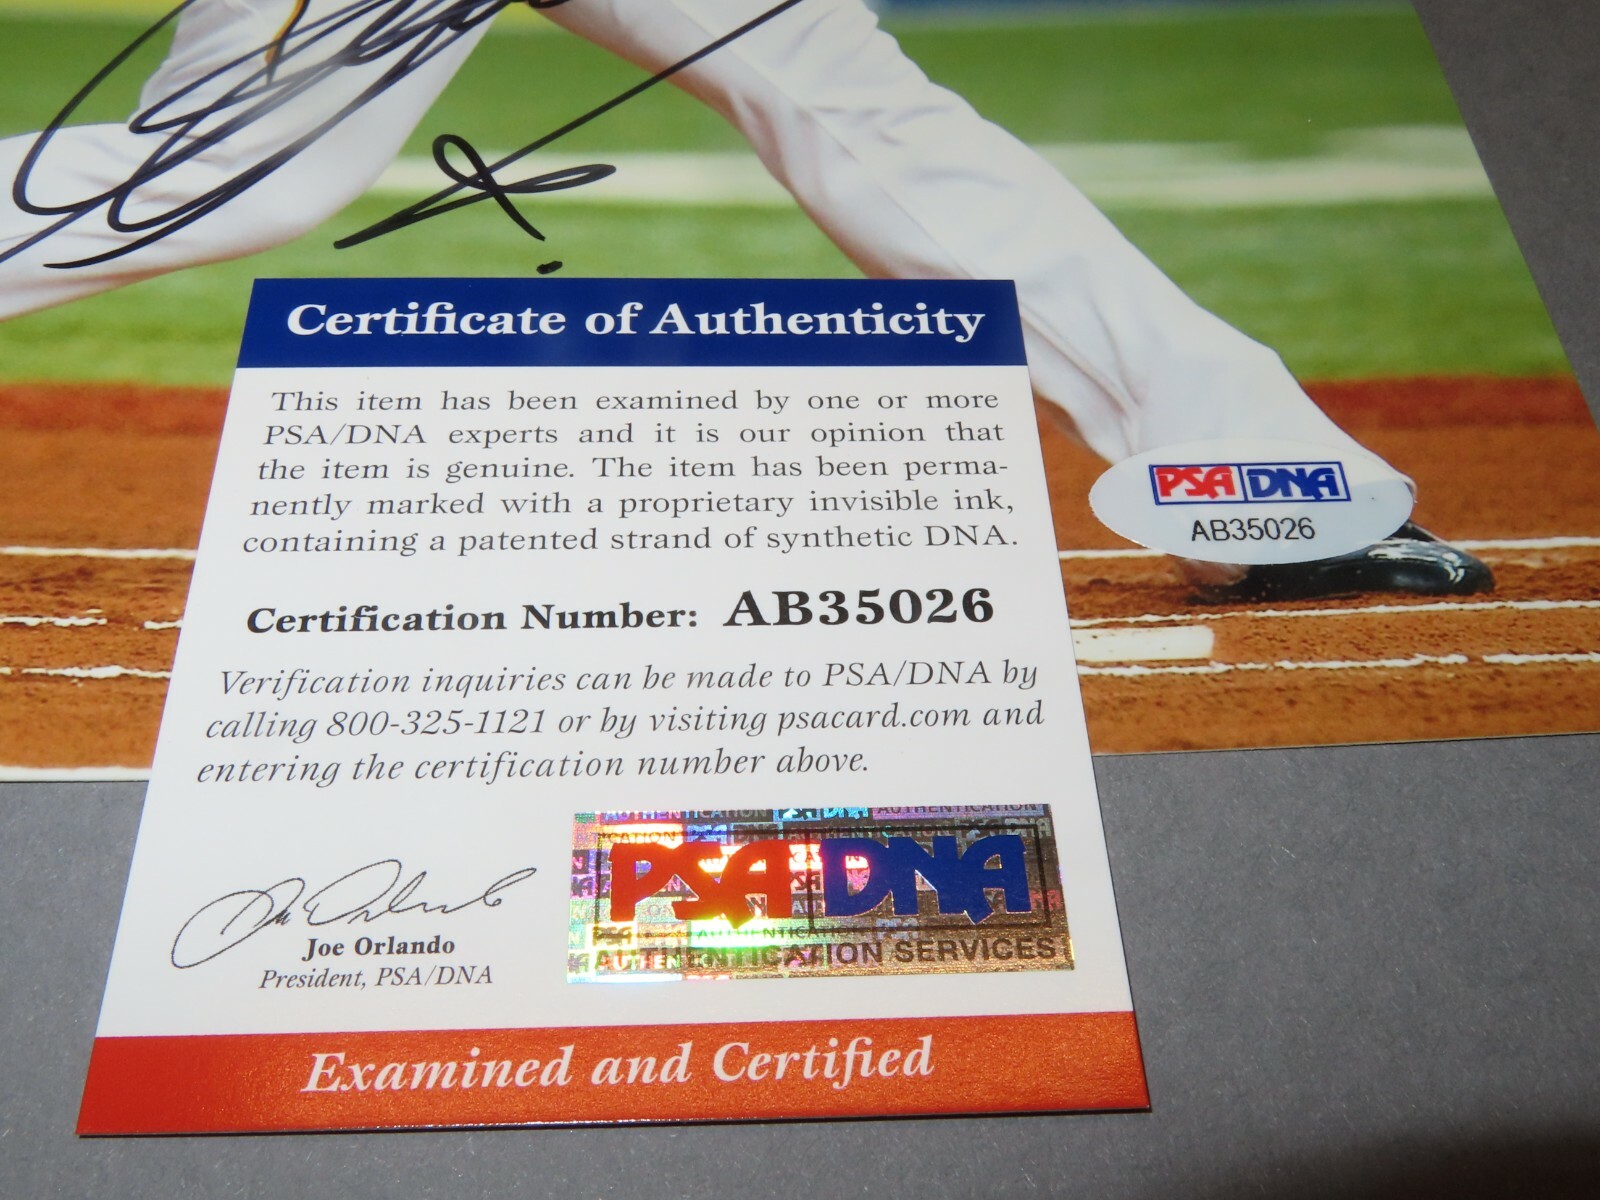 Certificate of Authenticity
This item has been examined by one or more
PSA/DNA experts and it is our opinion that
the item is genuine. The item has been perma-
nently marked with a proprietary invisible ink,
containing a patented strand of synthetic DNA.
Certification Number: AB35026
Verification inquiries can be made to PSA/DNA by
calling 800-325-1121 or by visiting psacard.com and
entering the certification number above.
Joe Orlando
President, PSA/DNA
PSA DNA
AUTHENTICATION SERVICES
Examined and Certified
PSA DNA
AB35026